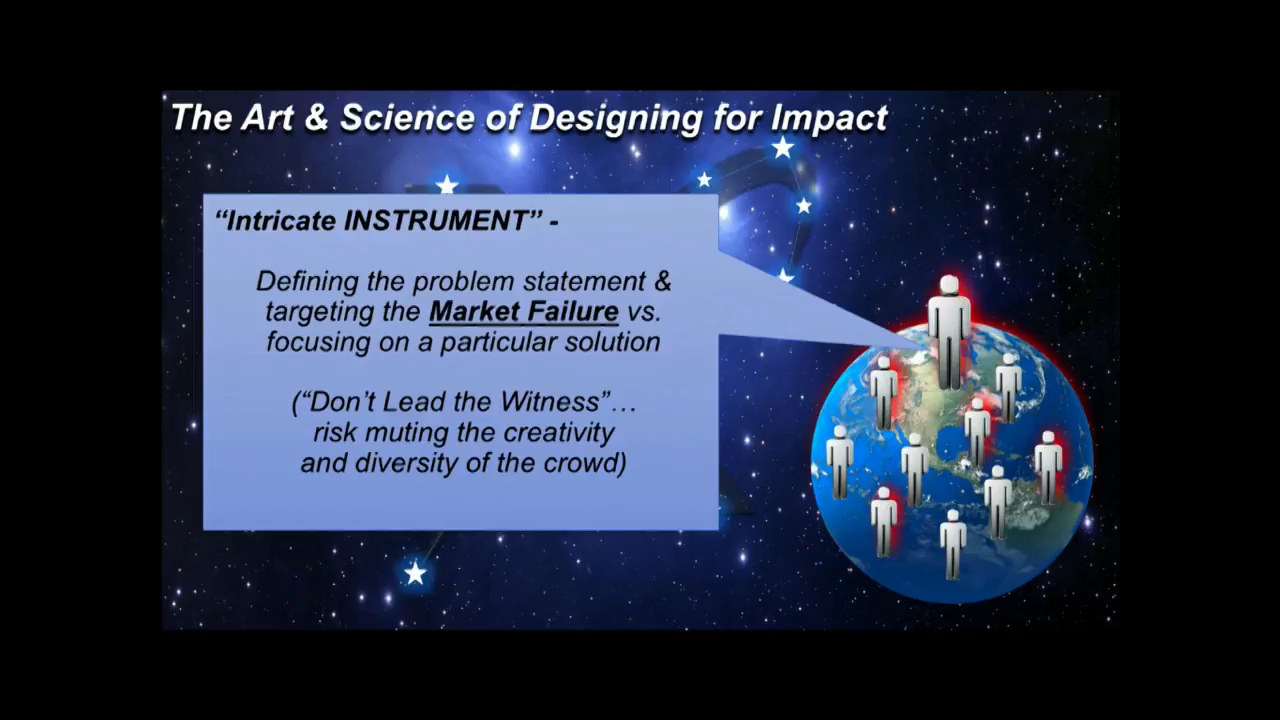 The Art & Science of Designing for Impact
“Intricate INSTRUMENT” -
Defining the problem statement &
targeting the Market Failure vs.
focusing on a particular solution
(“Don’t Lead the Witness”…
risk muting the creativity
and diversity of the crowd)